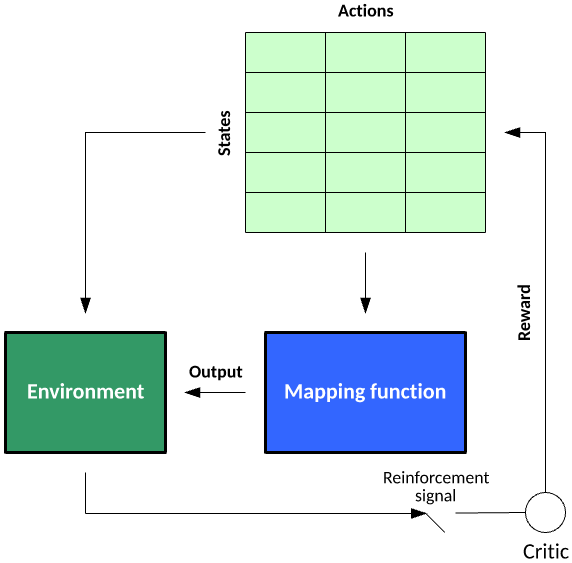 Actions
States
Reward
Environment
Output
Mapping function
Reinforcement
signal
Critic